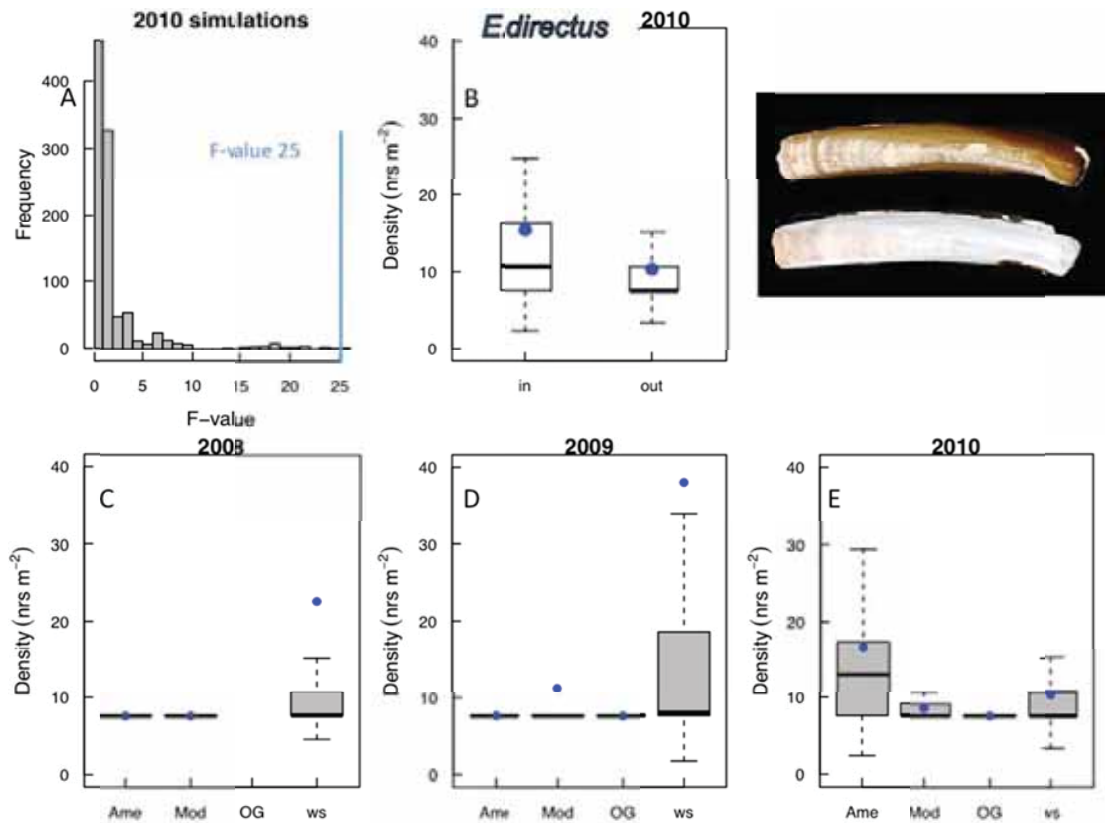 2010 simulations
A
Frequency
400
300
200
100
0
F-value 25
0 5 10 15 20 25
F-value
E.directus 2010
B
Density (nrs m-2)
40
30
20
10
0
in out
2008
C
Density (nrs m-2)
40
30
20
10
0
Ame Mod OG ws
2009
D
Density (nrs m-2)
40
30
20
10
0
Ame Mod OG ws
2010
E
Density (nrs m-2)
40
30
20
10
0
Ame Mod OG ws